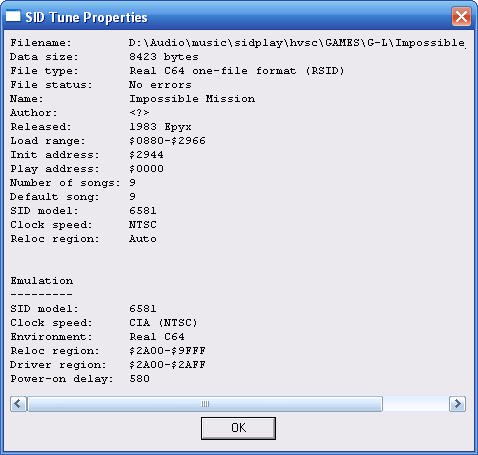 SID Tune Properties
Filename: D:\Audio\music\sidplay\hvsc\GAMES\G-L\Impossible_
Data size: 8423 bytes
File type: Real C64 one-file format (RSID)
File status: No errors
Name: Impossible Mission
Author: <?>
Released: 1983 Epyx
Load range: $0880-$2966
Init address: $2944
Play address: $0000
Number of songs: 9
Default song: 9
SID model: 6581
Clock speed: NTSC
Reloc region: Auto
Emulation
---------
SID model: 6581
Clock speed: CIA (NTSC)
Environment: Real C64
Reloc region: $2A00-$9FFF
Driver region: $2A00-$2AFF
Power-on delay: 580
OK